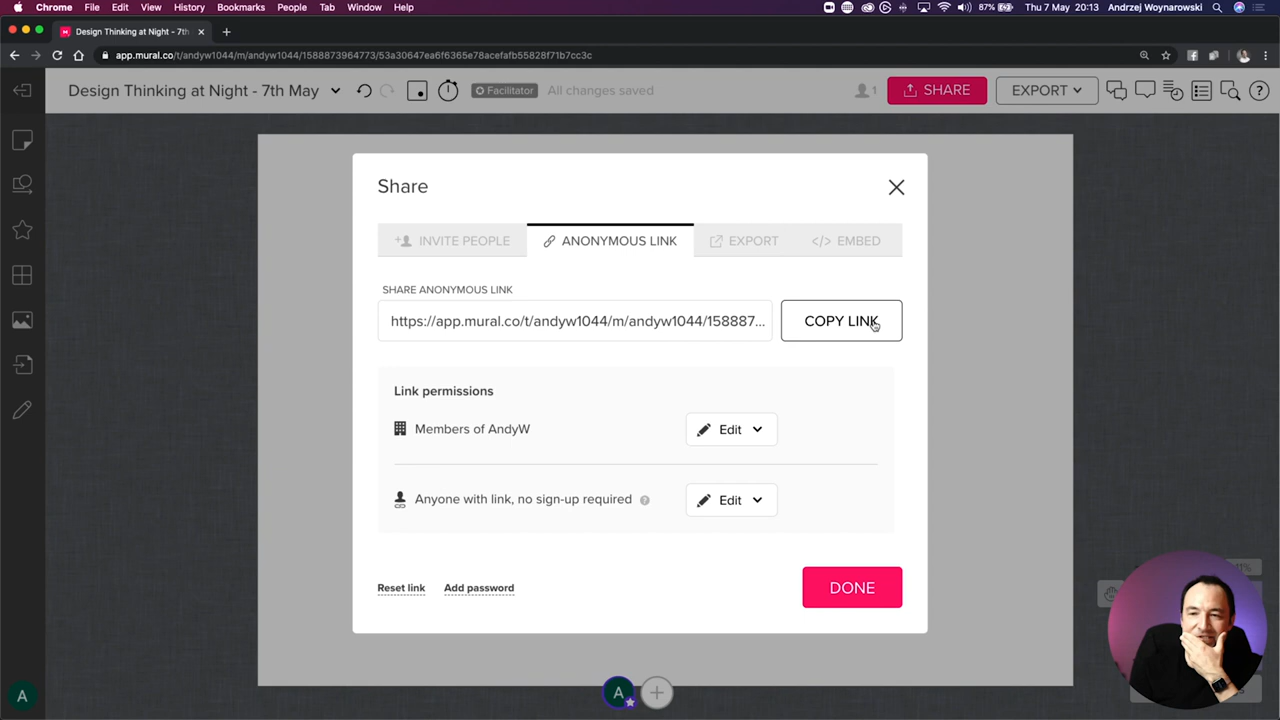 Chrome File Edit View History Bookmarks People Tab Window Help 87% Thu 7 May 20:13 Andrzej Woynarowski
Design Thinking at Night - 7th
app.mural.co/t/andyw1044/m/andyw1044/1588873964773/53a30647ea6f6365e78acefafb55828f71b7cc3c
Design Thinking at Night - 7th May Facilitator All changes saved 1 SHARE EXPORT ?
Share
INVITE PEOPLE ANONYMOUS LINK EXPORT </> EMBED
SHARE ANONYMOUS LINK
https://app.mural.co/t/andyw1044/m/andyw1044/158887... COPY LINK
Link permissions
Members of AndyW Edit
Anyone with link, no sign-up required ? Edit
Reset link Add password DONE
A A +